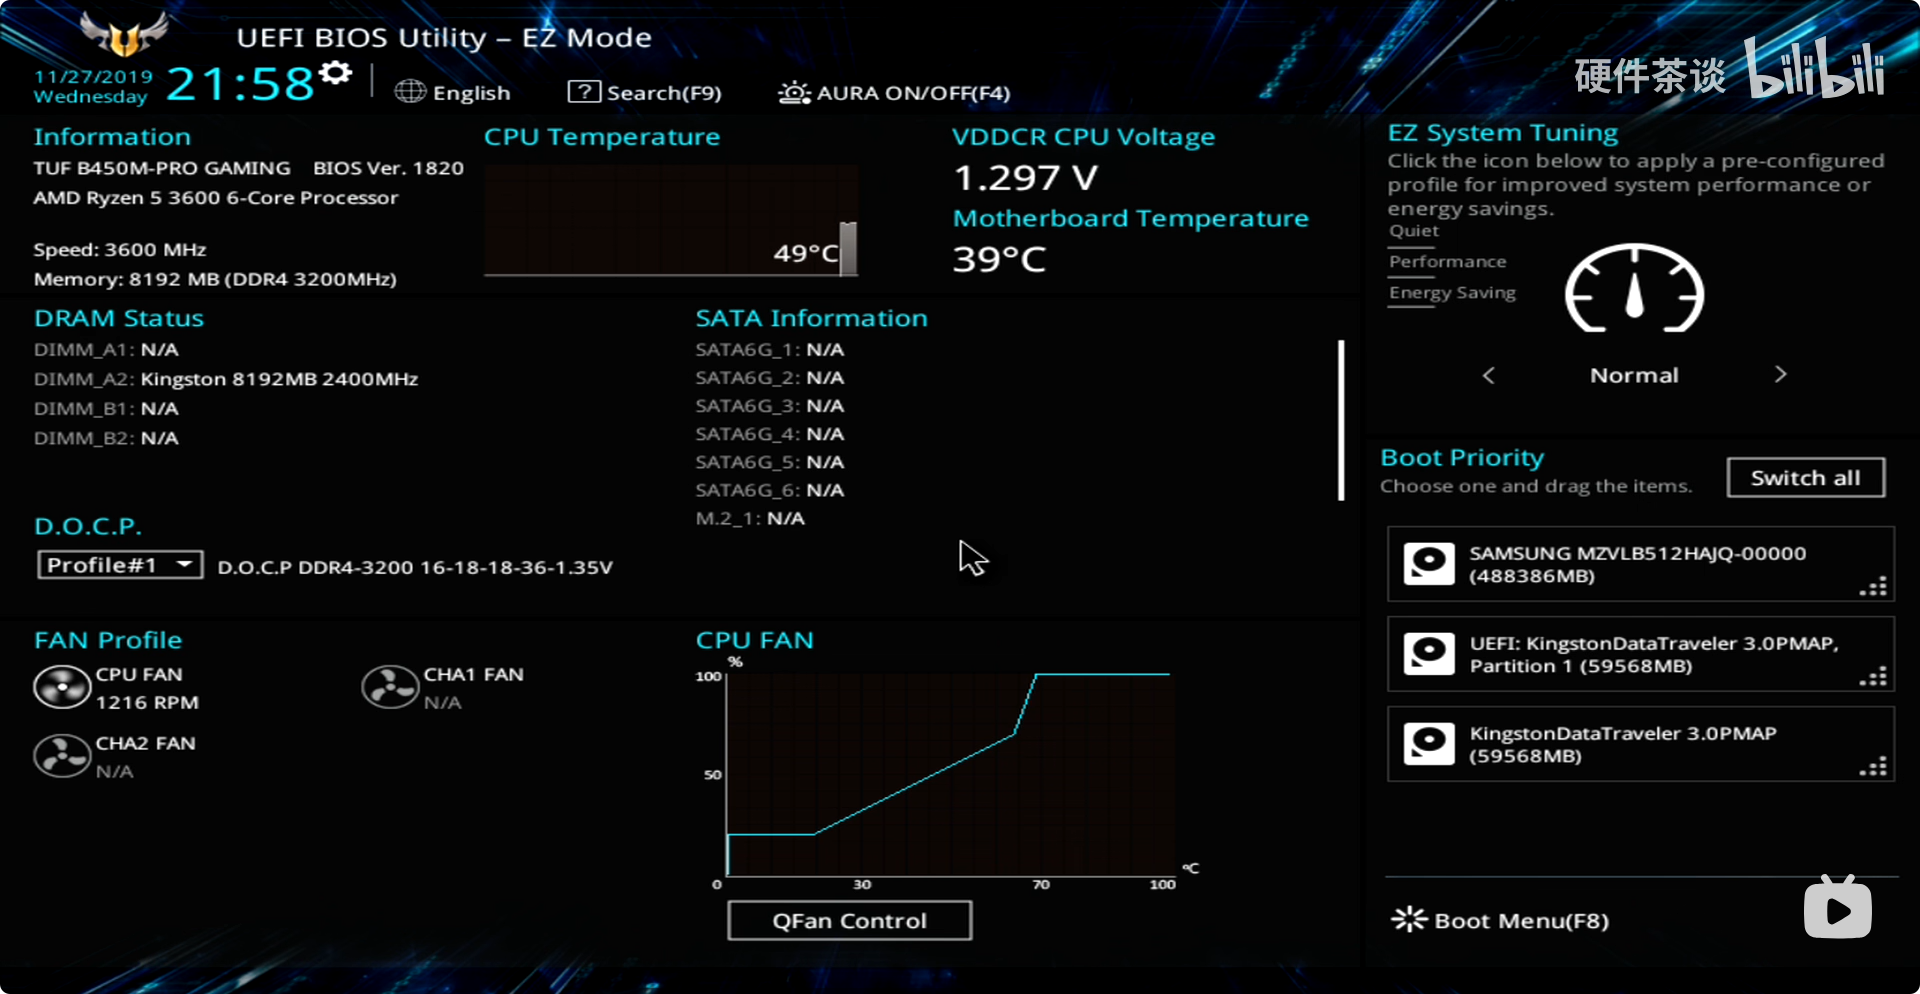 UEFI BIOS Utility – EZ Mode
11/27/2019
Wednesday
21:58
English
Search(F9)
AURA ON/OFF(F4)
硬件茶谈 bilibili
Information
TUF B450M-PRO GAMING BIOS Ver. 1820
AMD Ryzen 5 3600 6-Core Processor
Speed: 3600 MHz
Memory: 8192 MB (DDR4 3200MHz)
CPU Temperature
49°C
VDDCR CPU Voltage
1.297 V
Motherboard Temperature
39°C
EZ System Tuning
Click the icon below to apply a pre-configured
profile for improved system performance or
energy savings.
Quiet
Performance
Energy Saving
Normal
DRAM Status
DIMM_A1: N/A
DIMM_A2: Kingston 8192MB 2400MHz
DIMM_B1: N/A
DIMM_B2: N/A
SATA Information
SATA6G_1: N/A
SATA6G_2: N/A
SATA6G_3: N/A
SATA6G_4: N/A
SATA6G_5: N/A
SATA6G_6: N/A
M.2_1: N/A
D.O.C.P.
Profile#1
D.O.C.P DDR4-3200 16-18-18-36-1.35V
Boot Priority
Choose one and drag the items.
Switch all
SAMSUNG MZVLB512HAJQ-00000
(488386MB)
UEFI: KingstonDataTraveler 3.0PMAP,
Partition 1 (59568MB)
KingstonDataTraveler 3.0PMAP
(59568MB)
FAN Profile
CPU FAN
1216 RPM
CHA1 FAN
N/A
CHA2 FAN
N/A
CPU FAN
%
100
50
0
30
70
100
°C
QFan Control
Boot Menu(F8)